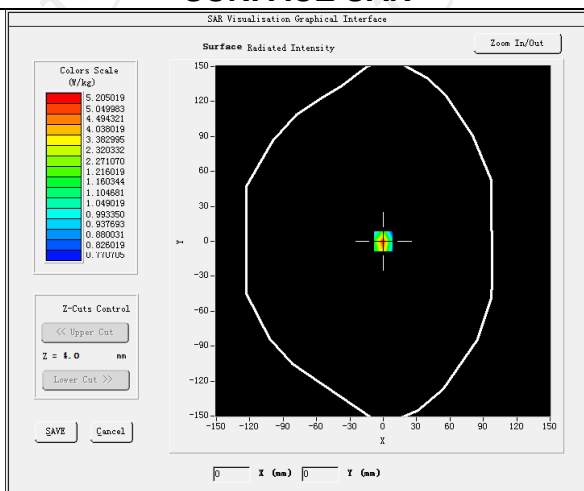 SURFACE SAR
SAR Visualisation Graphical Interface
Surface Radiated Intensity
Zoom In/Out
Colors Scale
(W/kg)
5.205019
5.049983
4.494321
4.038019
3.382995
2.320332
2.271070
1.216019
1.160344
1.104681
1.049019
0.993350
0.937693
0.880031
0.826019
0.770705
Z-Cuts Control
<< Upper Cut
Z = 4.0 mm
Lower Cut >>
SAVE
Cancel
150
120
90
60
30
0
-30
-60
-90
-120
-150
Y
-150 -120 -90 -60 -30 0 30 60 90 120 150
X
0 X (mm) 0 Y (mm)